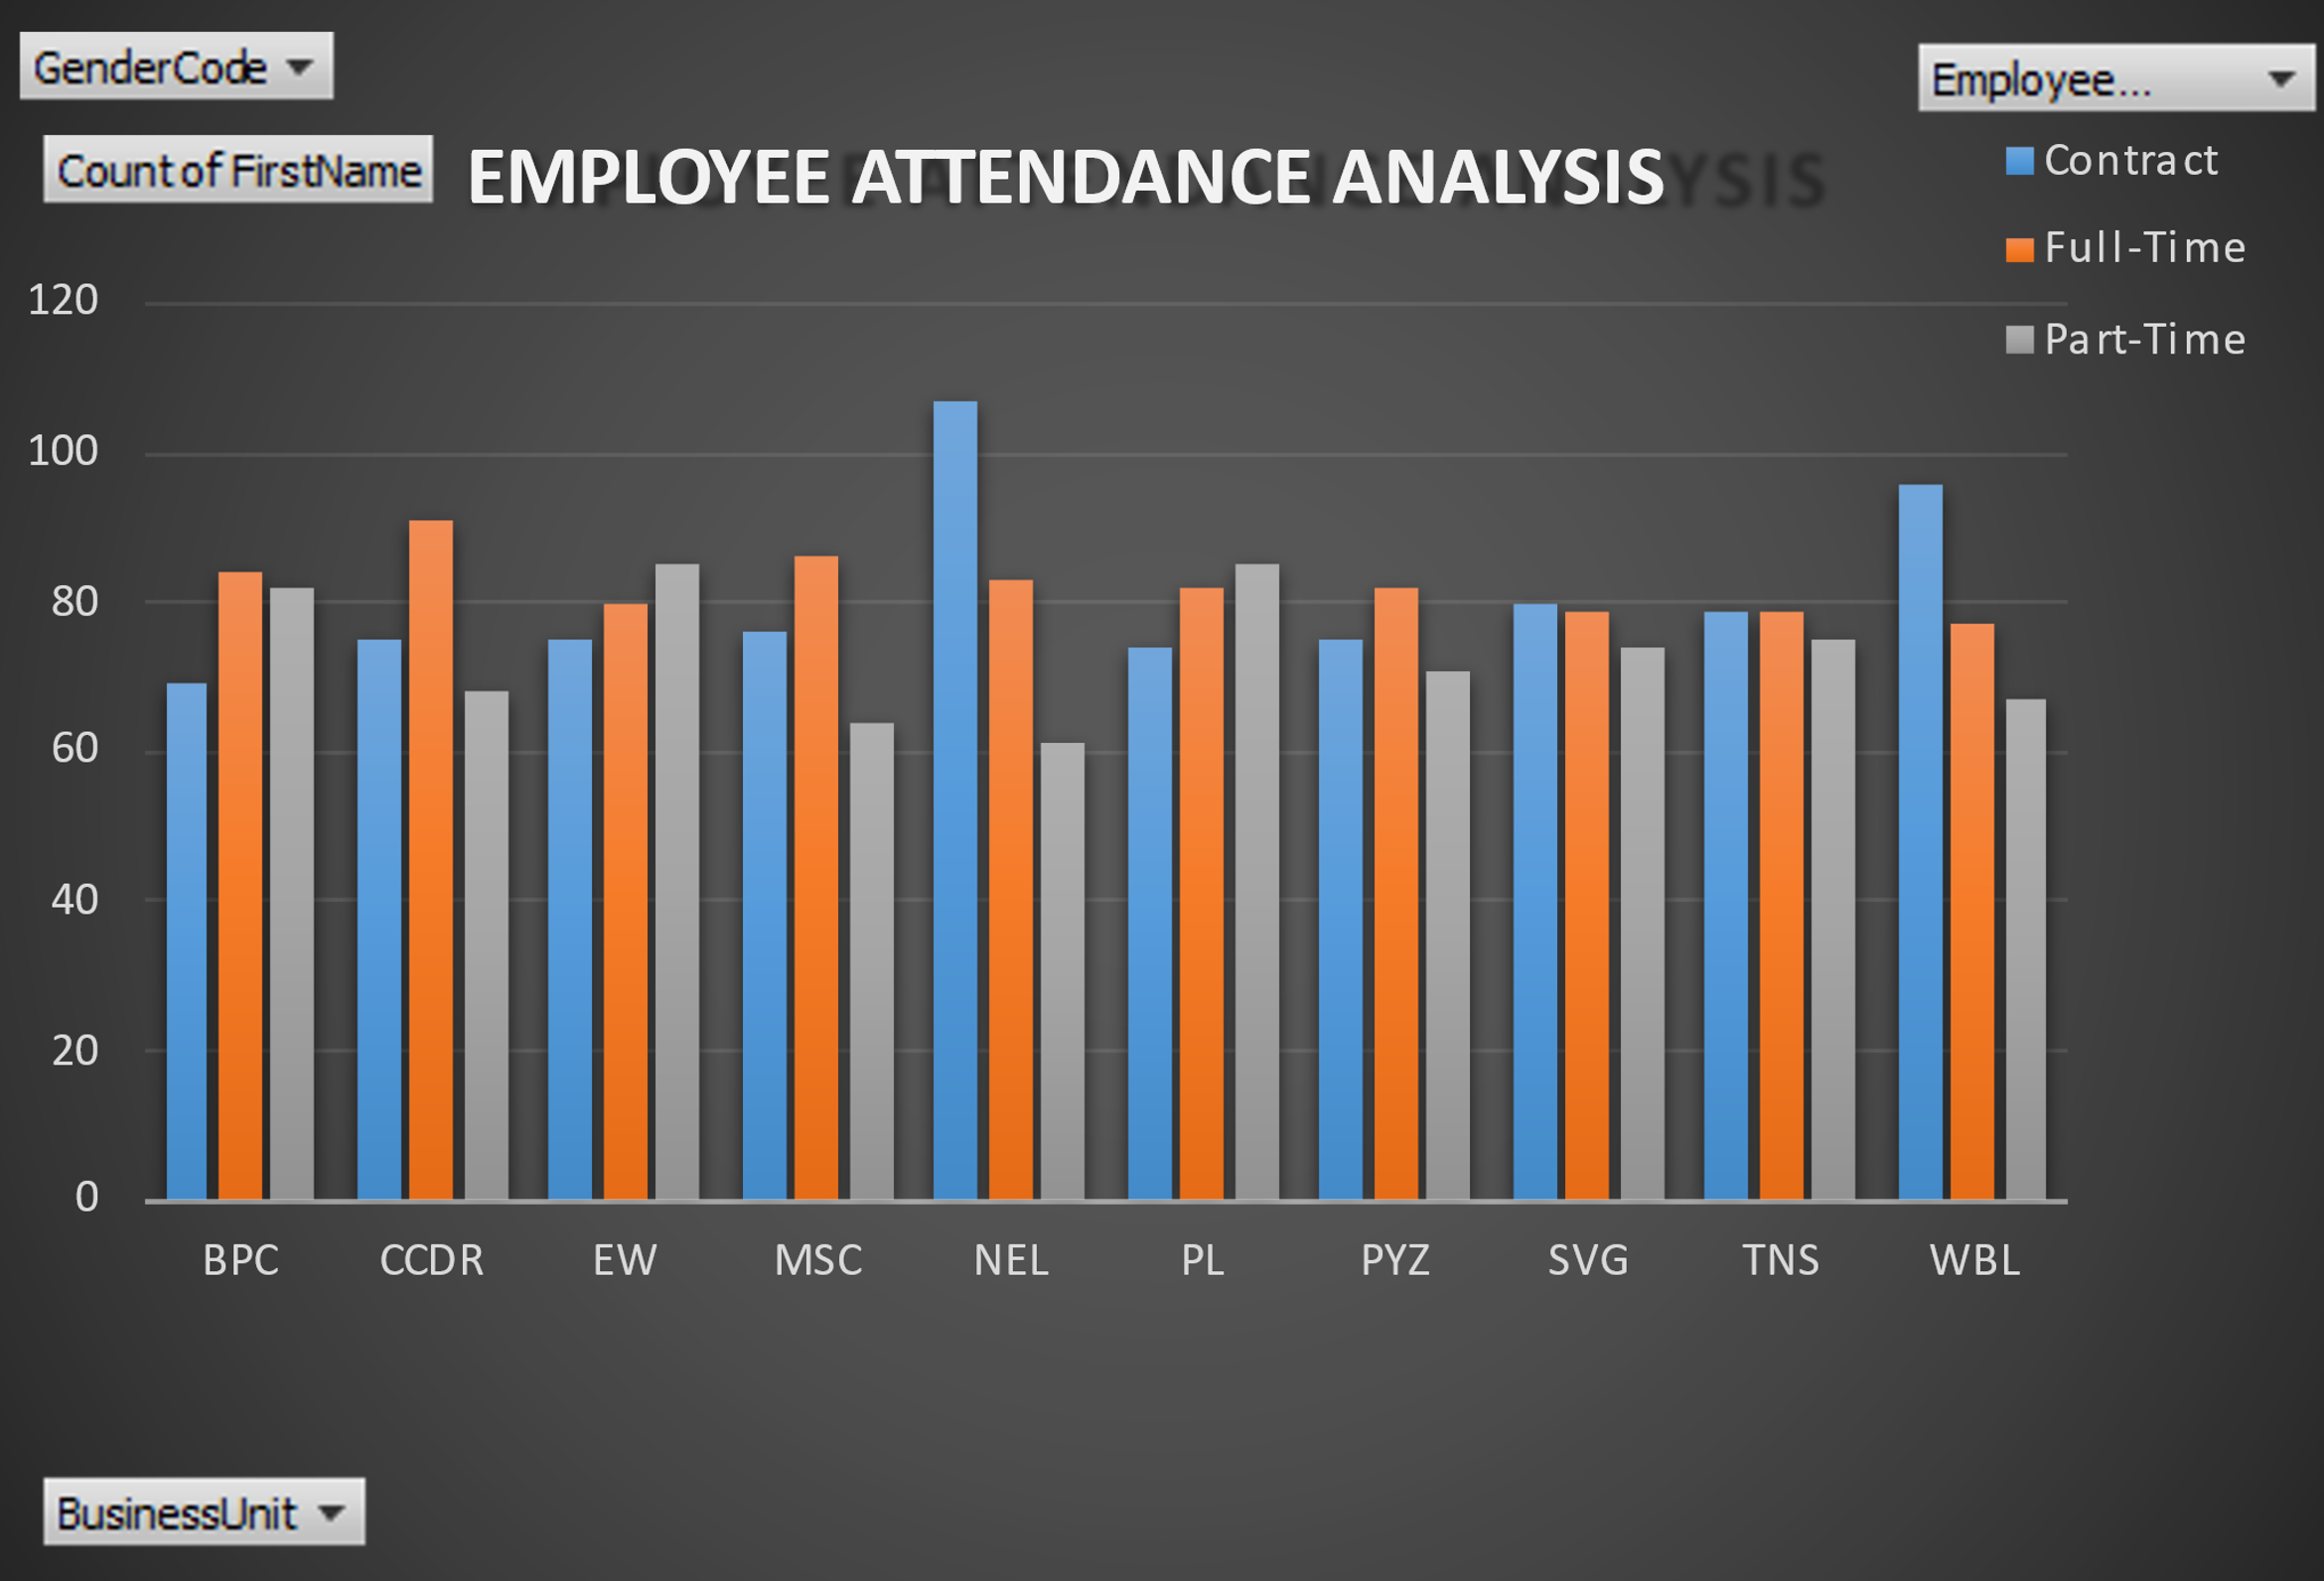 GenderCode
Employee...
Count of FirstName
EMPLOYEE ATTENDANCE ANALYSIS
Contract
Full-Time
Part-Time
120
100
80
60
40
20
0
BPC CCDR EW MSC NEL PL PYZ SVG TNS WBL
BusinessUnit